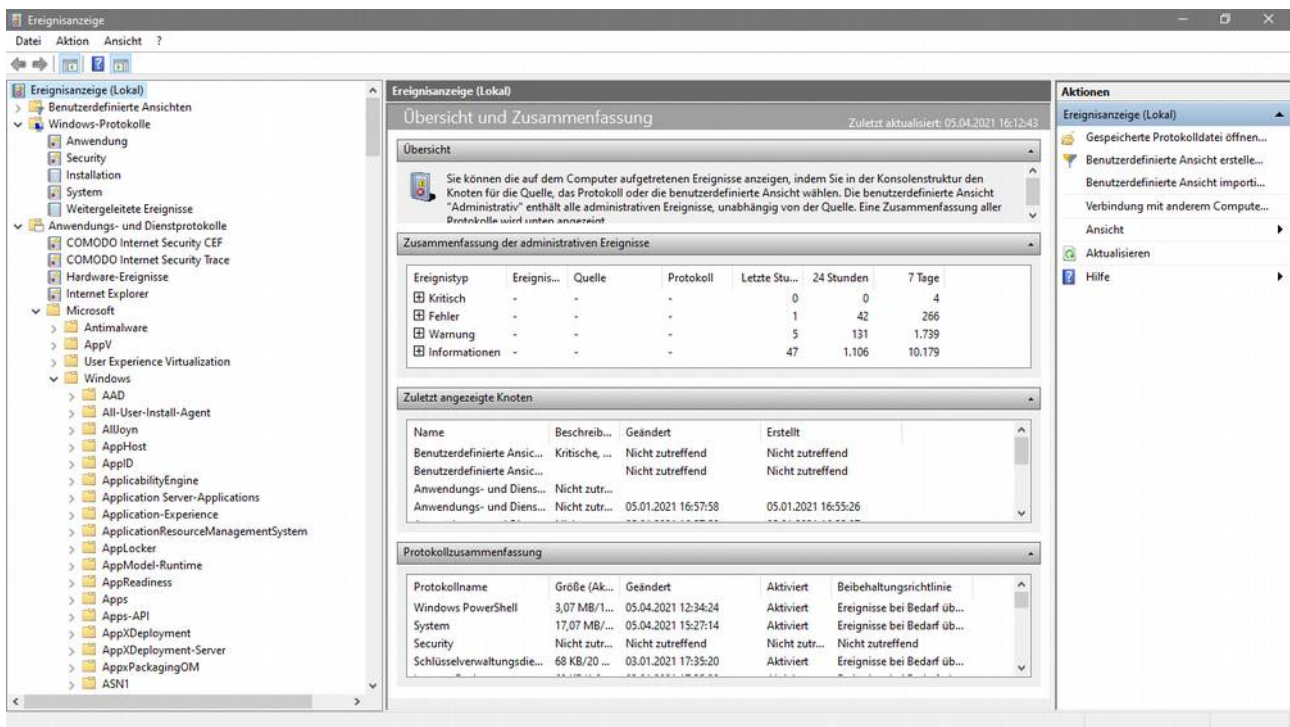 Ereignisanzeige
Datei Aktion Ansicht ?
Ereignisanzeige (Lokal)
Benutzerdefinierte Ansichten
Windows-Protokolle
Anwendung
Security
Installation
System
Weitergeleitete Ereignisse
Anwendungs- und Dienstprotokolle
COMODO Internet Security CEF
COMODO Internet Security Trace
Hardware-Ereignisse
Internet Explorer
Microsoft
Antimalware
AppV
User Experience Virtualization
Windows
AAD
All-User-Install-Agent
AllJoyn
AppHost
AppID
ApplicabilityEngine
Application Server-Applications
Application-Experience
ApplicationResourceManagementSystem
AppLocker
AppModel-Runtime
AppReadiness
Apps
Apps-API
AppXDeployment
AppXDeployment-Server
AppxPackagingOM
ASN1
Ereignisanzeige (Lokal)
Übersicht und Zusammenfassung Zuletzt aktualisiert: 05.04.2021 16:12:43
Übersicht
Sie können die auf dem Computer aufgetretenen Ereignisse anzeigen, indem Sie in der Konsolenstruktur den
Knoten für die Quelle, das Protokoll oder die benutzerdefinierte Ansicht wählen. Die benutzerdefinierte Ansicht
"Administrativ" enthält alle administrativen Ereignisse, unabhängig von der Quelle. Eine Zusammenfassung aller
Protokolle wird unten angezeigt
Zusammenfassung der administrativen Ereignisse
Ereignistyp Ereignis... Quelle Protokoll Letzte Stu... 24 Stunden 7 Tage
Kritisch - - - 0 0 4
Fehler - - - 1 42 266
Warnung - - - 5 131 1.739
Informationen - - - 47 1.106 10.179
Zuletzt angezeigte Knoten
Name Beschreib... Geändert Erstellt
Benutzerdefinierte Ansic... Kritische, ... Nicht zutreffend Nicht zutreffend
Benutzerdefinierte Ansic... Nicht zutreffend Nicht zutreffend
Anwendungs- und Diens... Nicht zutr...
Anwendungs- und Diens... Nicht zutr... 05.01.2021 16:57:58 05.01.2021 16:55:26
Protokollzusammenfassung
Protokollname Größe (Ak... Geändert Aktiviert Beibehaltungsrichtlinie
Windows PowerShell 3,07 MB/1... 05.04.2021 12:34:24 Aktiviert Ereignisse bei Bedarf üb...
System 17,07 MB/... 05.04.2021 15:27:14 Aktiviert Ereignisse bei Bedarf üb...
Security Nicht zutr... Nicht zutreffend Nicht zutr... Nicht zutreffend
Schlüsselverwaltungsdie... 68 KB/20 ... 03.01.2021 17:35:20 Aktiviert Ereignisse bei Bedarf üb...
Aktionen
Ereignisanzeige (Lokal)
Gespeicherte Protokolldatei öffnen...
Benutzerdefinierte Ansicht erstelle...
Benutzerdefinierte Ansicht importi...
Verbindung mit anderem Compute...
Ansicht
Aktualisieren
Hilfe